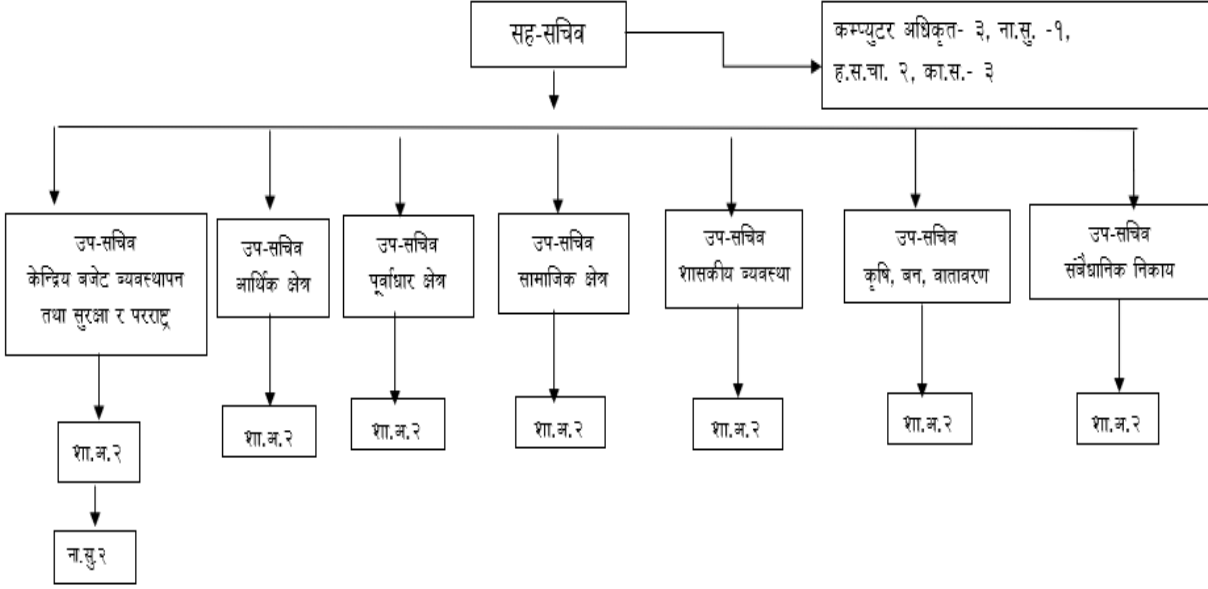 सह-सचिव
कम्प्युटर अधिकृत- ३, ना.सु. -१,
ह.स.चा. २, का.स.- ३
उप-सचिव
केन्द्रिय बजेट ब्यवस्थापन
तथा सुरक्षा र परराष्ट्र
उप-सचिव
आर्थिक क्षेत्र
उप-सचिव
पूर्वाधार क्षेत्र
उप-सचिव
सामाजिक क्षेत्र
उप-सचिव
शासकीय ब्यवस्था
उप-सचिव
कृषि, बन, वातावरण
उप-सचिव
संबैधानिक निकाय
शा.अ.२
शा.अ.२
शा.अ.२
शा.अ.२
शा.अ.२
शा.अ.२
शा.अ.२
ना.सु.२